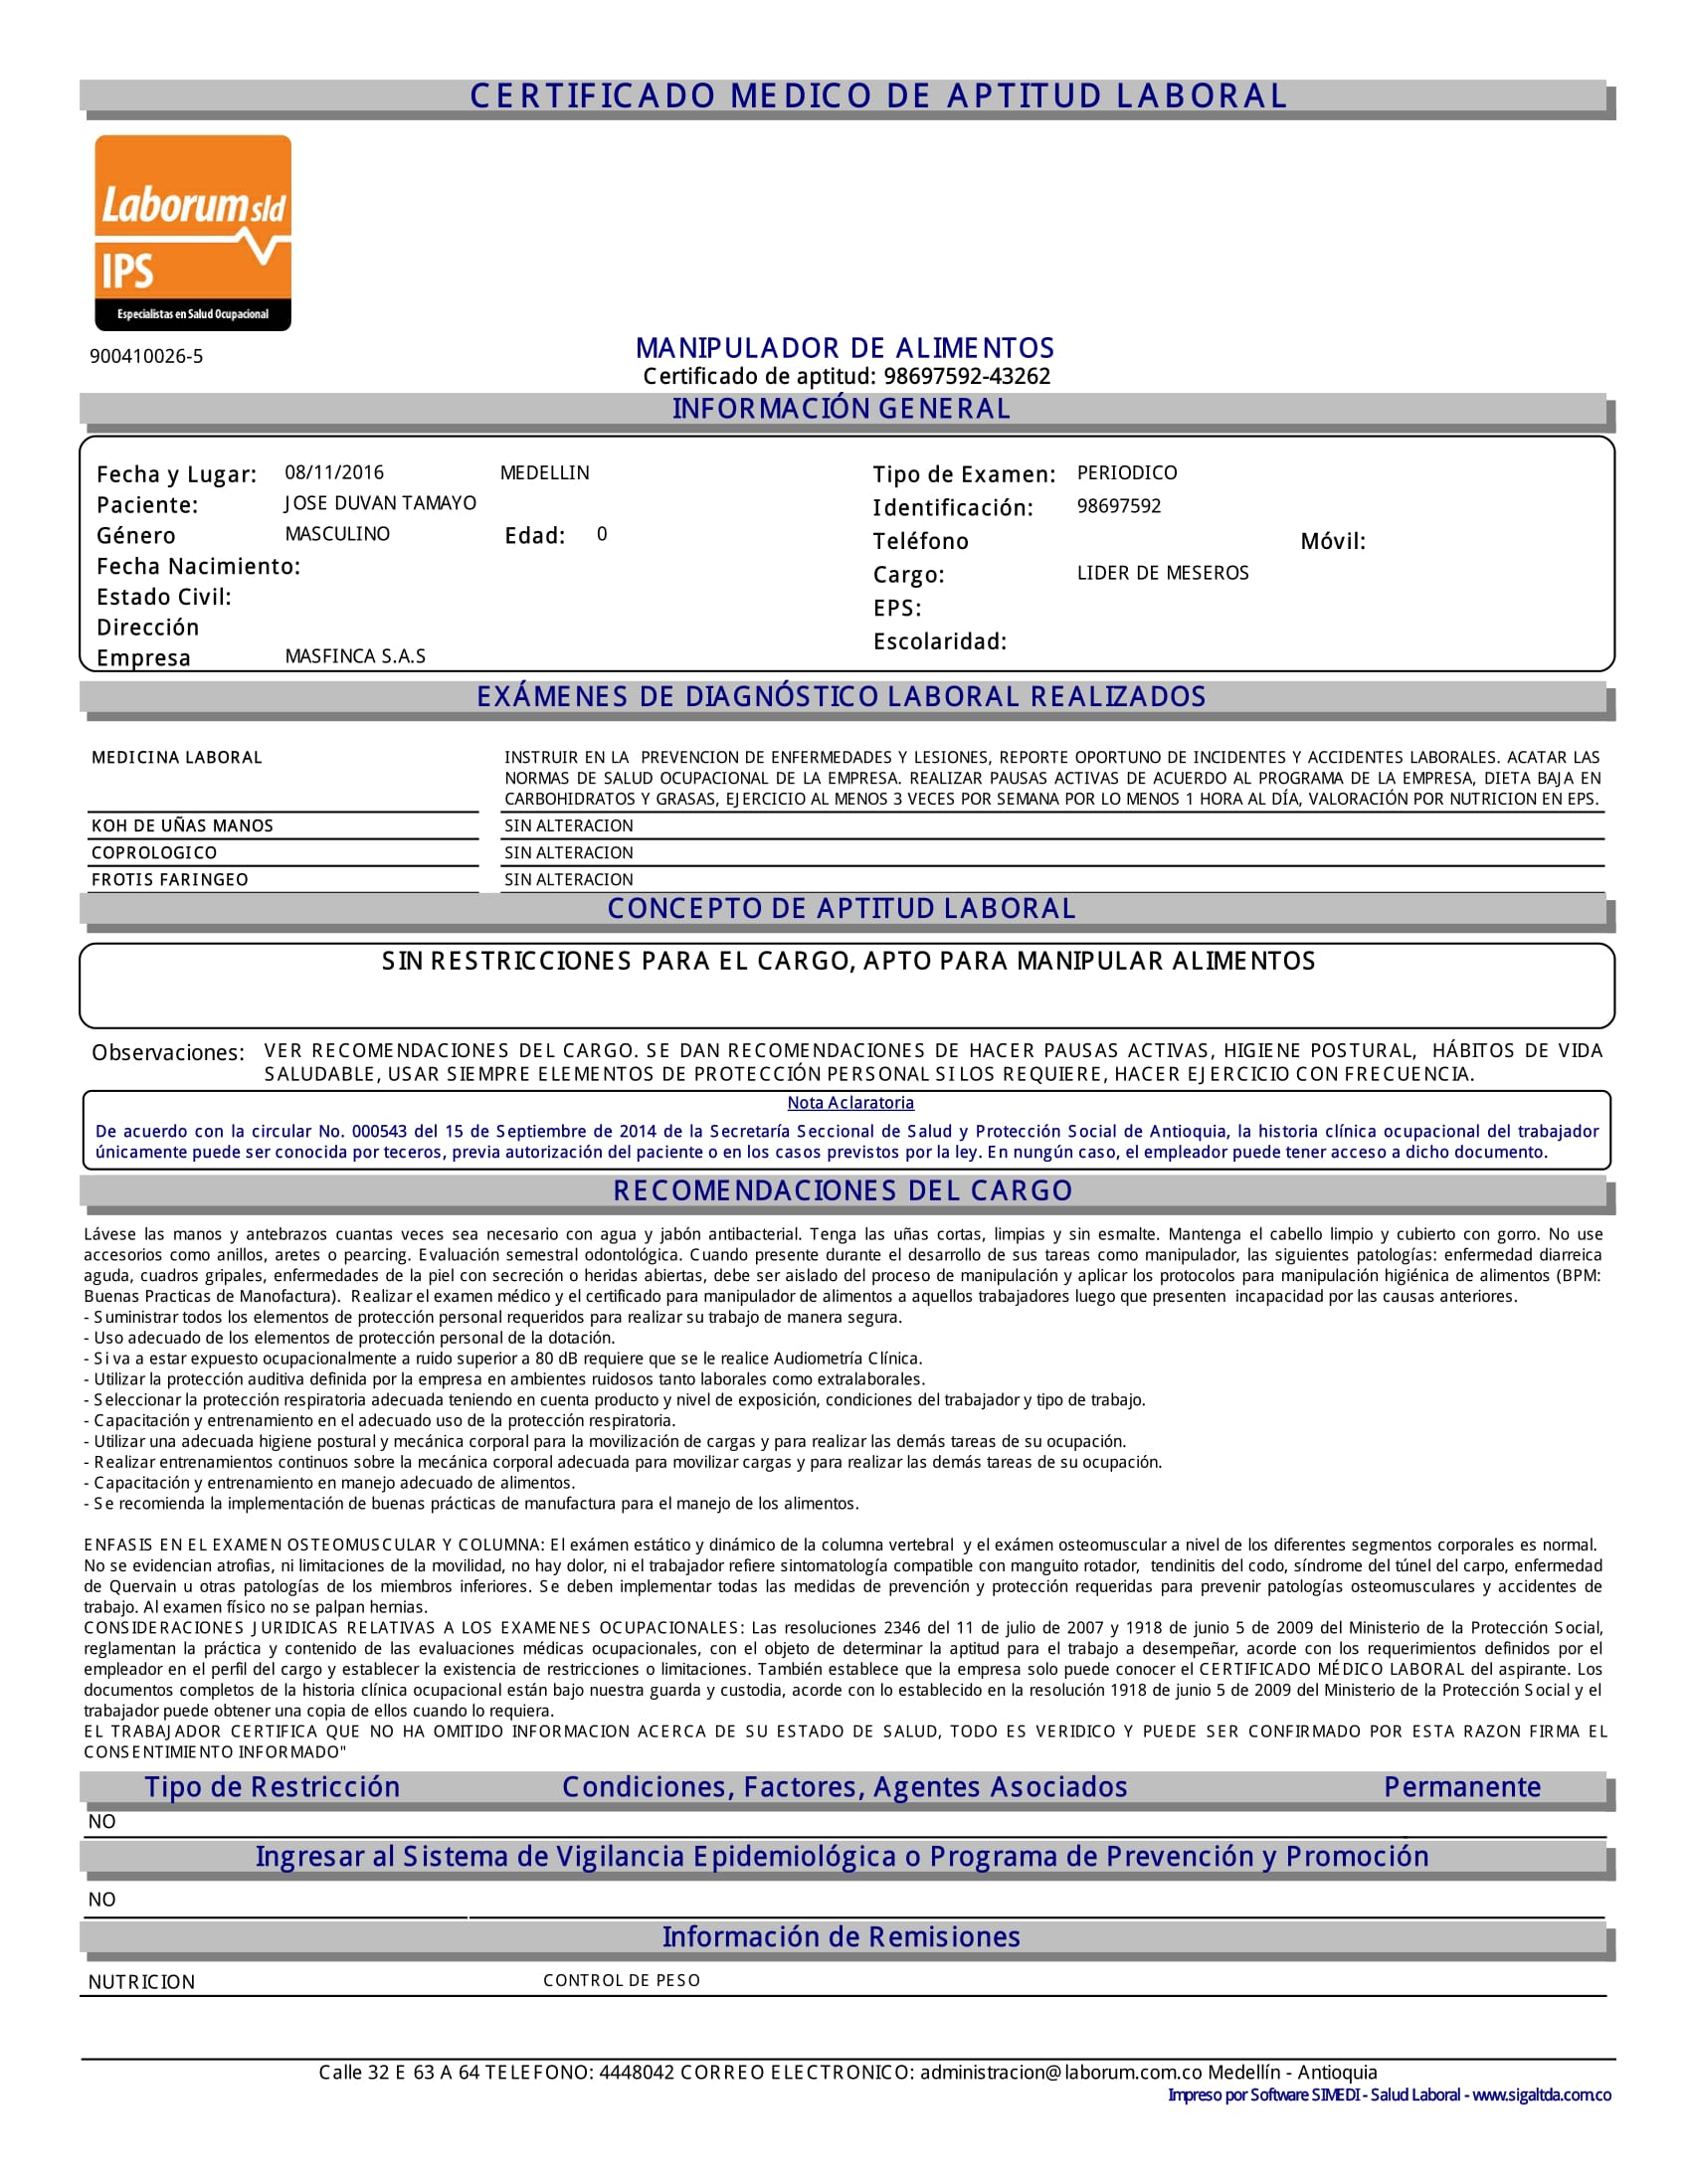 CERTIFICADO MEDICO DE APTITUD LABORAL
Laborum sld
IPS
Especialistas en Salud Ocupacional
900410026-5
MANIPULADOR DE ALIMENTOS
Certificado de aptitud: 98697592-43262
INFORMACIÓN GENERAL
Fecha y Lugar: 08/11/2016 MEDELLIN Tipo de Examen: PERIODICO
Paciente: JOSE DUVAN TAMAYO Identificación: 98697592
Género MASCULINO Edad: 0 Teléfono Móvil:
Fecha Nacimiento: Cargo: LIDER DE MESEROS
Estado Civil: EPS:
Dirección Escolaridad:
Empresa MASFINCA S.A.S
EXÁMENES DE DIAGNÓSTICO LABORAL REALIZADOS
MEDICINA LABORAL INSTRUIR EN LA PREVENCION DE ENFERMEDADES Y LESIONES, REPORTE OPORTUNO DE INCIDENTES Y ACCIDENTES LABORALES. ACATAR LAS
NORMAS DE SALUD OCUPACIONAL DE LA EMPRESA. REALIZAR PAUSAS ACTIVAS DE ACUERDO AL PROGRAMA DE LA EMPRESA, DIETA BAJA EN
CARBOHIDRATOS Y GRASAS, EJERCICIO AL MENOS 3 VECES POR SEMANA POR LO MENOS 1 HORA AL DÍA, VALORACIÓN POR NUTRICION EN EPS.
KOH DE UÑAS MANOS SIN ALTERACION
COPROLOGICO SIN ALTERACION
FROTIS FARINGEO SIN ALTERACION
CONCEPTO DE APTITUD LABORAL
SIN RESTRICCIONES PARA EL CARGO, APTO PARA MANIPULAR ALIMENTOS
Observaciones: VER RECOMENDACIONES DEL CARGO. SE DAN RECOMENDACIONES DE HACER PAUSAS ACTIVAS, HIGIENE POSTURAL, HÁBITOS DE VIDA
SALUDABLE, USAR SIEMPRE ELEMENTOS DE PROTECCIÓN PERSONAL SI LOS REQUIERE, HACER EJERCICIO CON FRECUENCIA.
Nota Aclaratoria
De acuerdo con la circular No. 000543 del 15 de Septiembre de 2014 de la Secretaría Seccional de Salud y Protección Social de Antioquia, la historia clínica ocupacional del trabajador
únicamente puede ser conocida por teceros, previa autorización del paciente o en los casos previstos por la ley. En nungún caso, el empleador puede tener acceso a dicho documento.
RECOMENDACIONES DEL CARGO
Lávese las manos y antebrazos cuantas veces sea necesario con agua y jabón antibacterial. Tenga las uñas cortas, limpias y sin esmalte. Mantenga el cabello limpio y cubierto con gorro. No use
accesorios como anillos, aretes o pearcing. Evaluación semestral odontológica. Cuando presente durante el desarrollo de sus tareas como manipulador, las siguientes patologías: enfermedad diarreica
aguda, cuadros gripales, enfermedades de la piel con secreción o heridas abiertas, debe ser aislado del proceso de manipulación y aplicar los protocolos para manipulación higiénica de alimentos (BPM:
Buenas Practicas de Manofactura). Realizar el examen médico y el certificado para manipulador de alimentos a aquellos trabajadores luego que presenten incapacidad por las causas anteriores.
- Suministrar todos los elementos de protección personal requeridos para realizar su trabajo de manera segura.
- Uso adecuado de los elementos de protección personal de la dotación.
- Si va a estar expuesto ocupacionalmente a ruido superior a 80 dB requiere que se le realice Audiometría Clínica.
- Utilizar la protección auditiva definida por la empresa en ambientes ruidosos tanto laborales como extralaborales.
- Seleccionar la protección respiratoria adecuada teniendo en cuenta producto y nivel de exposición, condiciones del trabajador y tipo de trabajo.
- Capacitación y entrenamiento en el adecuado uso de la protección respiratoria.
- Utilizar una adecuada higiene postural y mecánica corporal para la movilización de cargas y para realizar las demás tareas de su ocupación.
- Realizar entrenamientos continuos sobre la mecánica corporal adecuada para movilizar cargas y para realizar las demás tareas de su ocupación.
- Capacitación y entrenamiento en manejo adecuado de alimentos.
- Se recomienda la implementación de buenas prácticas de manufactura para el manejo de los alimentos.
ENFASIS EN EL EXAMEN OSTEOMUSCULAR Y COLUMNA: El exámen estático y dinámico de la columna vertebral y el exámen osteomuscular a nivel de los diferentes segmentos corporales es normal.
No se evidencian atrofias, ni limitaciones de la movilidad, no hay dolor, ni el trabajador refiere sintomatología compatible con manguito rotador, tendinitis del codo, síndrome del túnel del carpo, enfermedad
de Quervain u otras patologías de los miembros inferiores. Se deben implementar todas las medidas de prevención y protección requeridas para prevenir patologías osteomusculares y accidentes de
trabajo. Al examen físico no se palpan hernias.
CONSIDERACIONES JURIDICAS RELATIVAS A LOS EXAMENES OCUPACIONALES: Las resoluciones 2346 del 11 de julio de 2007 y 1918 de junio 5 de 2009 del Ministerio de la Protección Social,
reglamentan la práctica y contenido de las evaluaciones médicas ocupacionales, con el objeto de determinar la aptitud para el trabajo a desempeñar, acorde con los requerimientos definidos por el
empleador en el perfil del cargo y establecer la existencia de restricciones o limitaciones. También establece que la empresa solo puede conocer el CERTIFICADO MÉDICO LABORAL del aspirante. Los
documentos completos de la historia clínica ocupacional están bajo nuestra guarda y custodia, acorde con lo establecido en la resolución 1918 de junio 5 de 2009 del Ministerio de la Protección Social y el
trabajador puede obtener una copia de ellos cuando lo requiera.
EL TRABAJADOR CERTIFICA QUE NO HA OMITIDO INFORMACION ACERCA DE SU ESTADO DE SALUD, TODO ES VERIDICO Y PUEDE SER CONFIRMADO POR ESTA RAZON FIRMA EL
CONSENTIMIENTO INFORMADO"
Tipo de Restricción Condiciones, Factores, Agentes Asociados Permanente
NO
Ingresar al Sistema de Vigilancia Epidemiológica o Programa de Prevención y Promoción
NO
Información de Remisiones
NUTRICION CONTROL DE PESO
Calle 32 E 63 A 64 TELEFONO: 4448042 CORREO ELECTRONICO: administracion@laborum.com.co Medellín - Antioquia
Impreso por Software SIMEDI - Salud Laboral - www.sigaltda.com.co